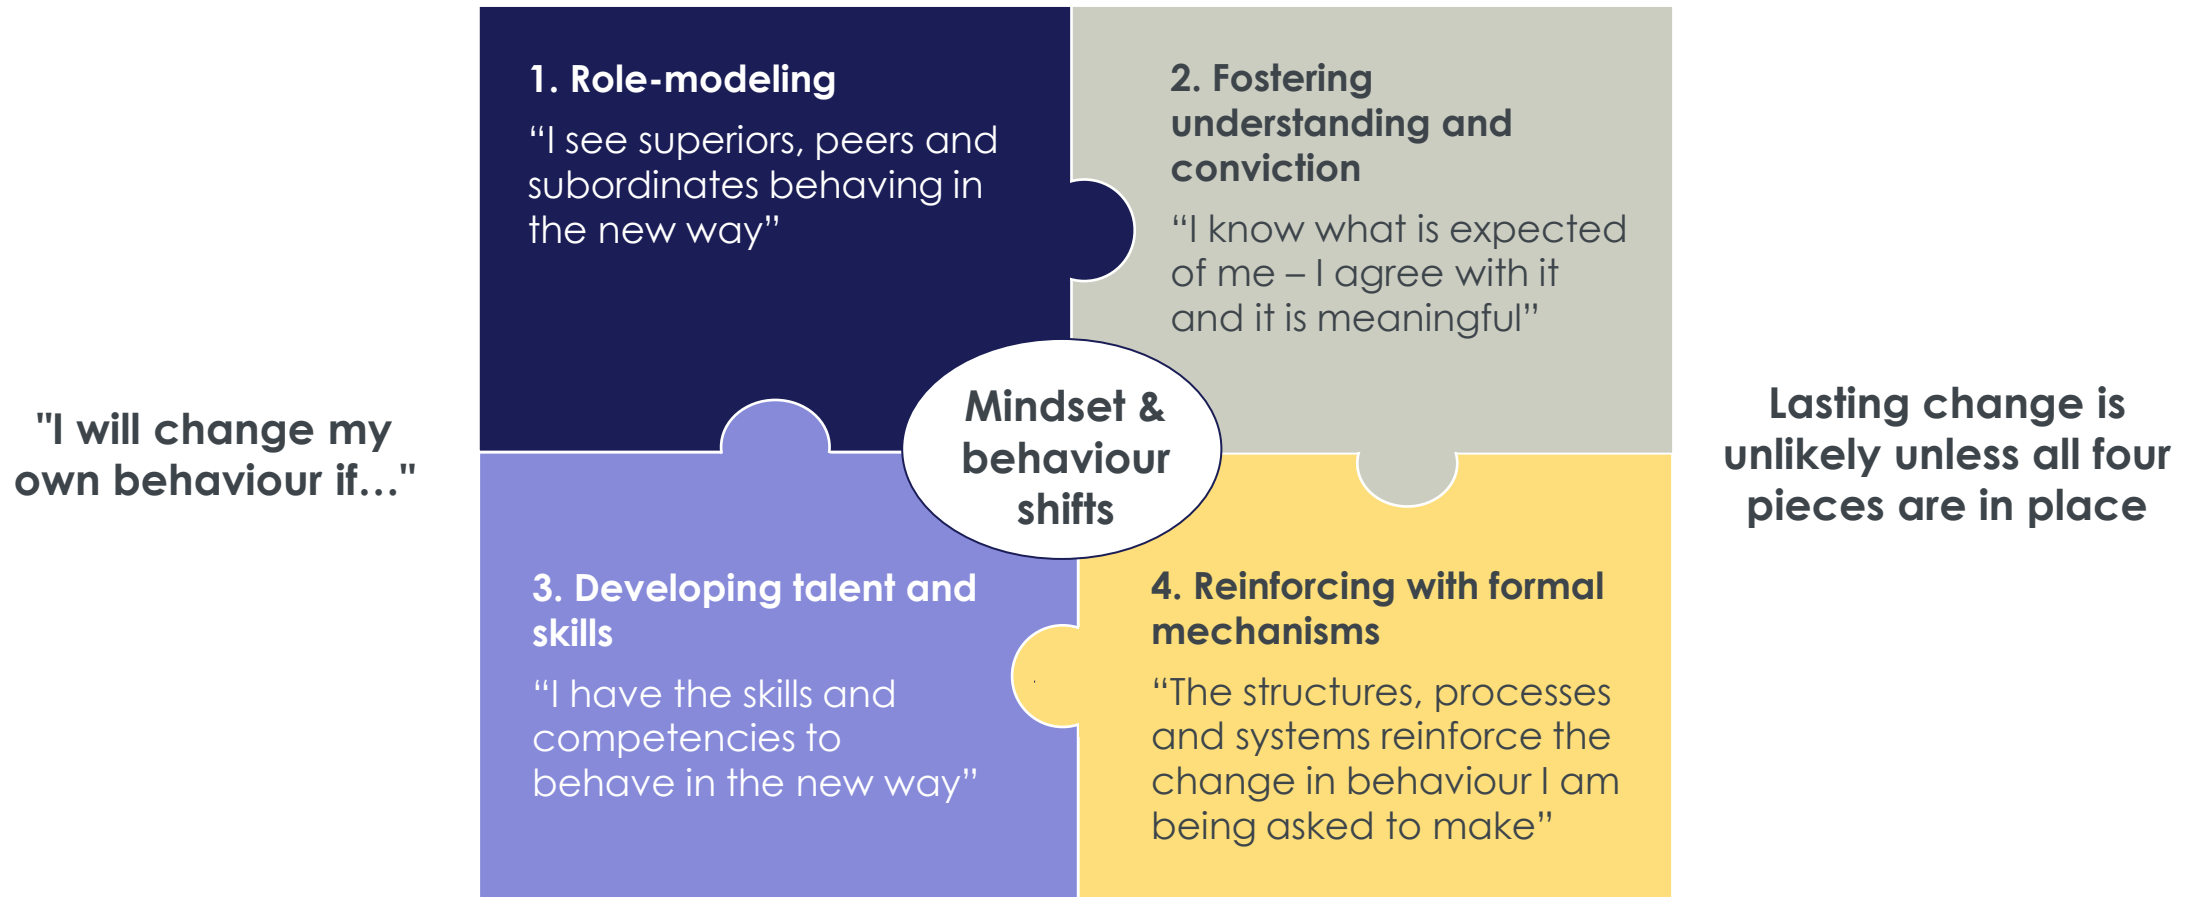 1. Role-modeling
“I see superiors, peers and
subordinates behaving in
the new way”
2. Fostering
understanding and
conviction
“I know what is expected
of me – I agree with it
and it is meaningful”
"I will change my
own behaviour if…"
Mindset &
behaviour
shifts
Lasting change is
unlikely unless all four
pieces are in place
3. Developing talent and
skills
“I have the skills and
competencies to
behave in the new way”
4. Reinforcing with formal
mechanisms
“The structures, processes
and systems reinforce the
change in behaviour I am
being asked to make”